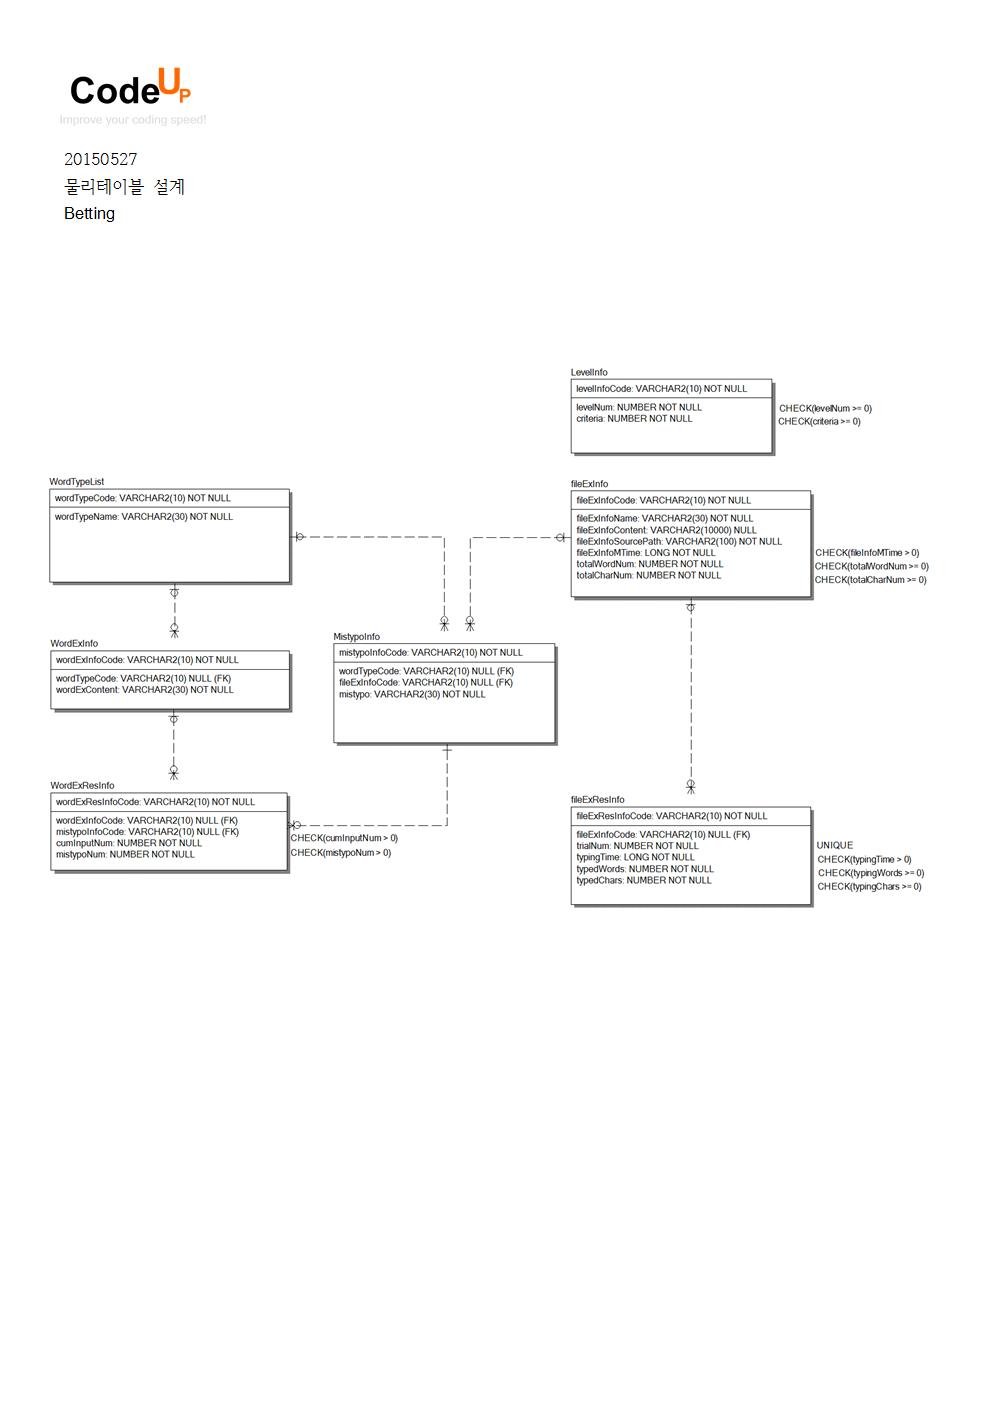 CodeUP
Improve your coding speed!
20150527
물리테이블 설계
Betting
LevelInfo
levelInfoCode: VARCHAR2(10) NOT NULL
levelNum: NUMBER NOT NULL
criteria: NUMBER NOT NULL
CHECK(levelNum >= 0)
CHECK(criteria >= 0)
WordTypeList
wordTypeCode: VARCHAR2(10) NOT NULL
wordTypeName: VARCHAR2(30) NOT NULL
fileExInfo
fileExInfoCode: VARCHAR2(10) NOT NULL
fileExInfoName: VARCHAR2(30) NOT NULL
fileExInfoContent: VARCHAR2(10000) NULL
fileExInfoSourcePath: VARCHAR2(100) NOT NULL
fileExInfoMTime: LONG NOT NULL
totalWordNum: NUMBER NOT NULL
totalCharNum: NUMBER NOT NULL
CHECK(fileInfoMTime > 0)
CHECK(totalWordNum >= 0)
CHECK(totalCharNum >= 0)
WordExInfo
wordExInfoCode: VARCHAR2(10) NOT NULL
wordTypeCode: VARCHAR2(10) NULL (FK)
wordExContent: VARCHAR2(30) NOT NULL
MistypoInfo
mistypoInfoCode: VARCHAR2(10) NOT NULL
wordTypeCode: VARCHAR2(10) NULL (FK)
fileExInfoCode: VARCHAR2(10) NULL (FK)
mistypo: VARCHAR2(30) NOT NULL
WordExResInfo
wordExResInfoCode: VARCHAR2(10) NOT NULL
wordExInfoCode: VARCHAR2(10) NULL (FK)
mistypoInfoCode: VARCHAR2(10) NULL (FK)
cumInputNum: NUMBER NOT NULL
mistypoNum: NUMBER NOT NULL
CHECK(cumInputNum > 0)
CHECK(mistypoNum > 0)
fileExResInfo
fileExResInfoCode: VARCHAR2(10) NOT NULL
fileExInfoCode: VARCHAR2(10) NULL (FK)
trialNum: NUMBER NOT NULL
typingTime: LONG NOT NULL
typedWords: NUMBER NOT NULL
typedChars: NUMBER NOT NULL
UNIQUE
CHECK(typingTime > 0)
CHECK(typingWords >= 0)
CHECK(typingChars >= 0)